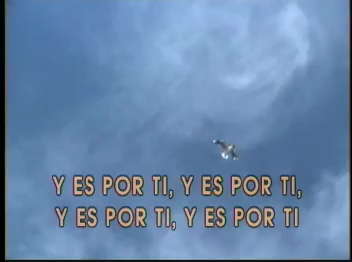 Y ES POR TI, Y ES POR TI,
Y ES POR TI, Y ES POR TI